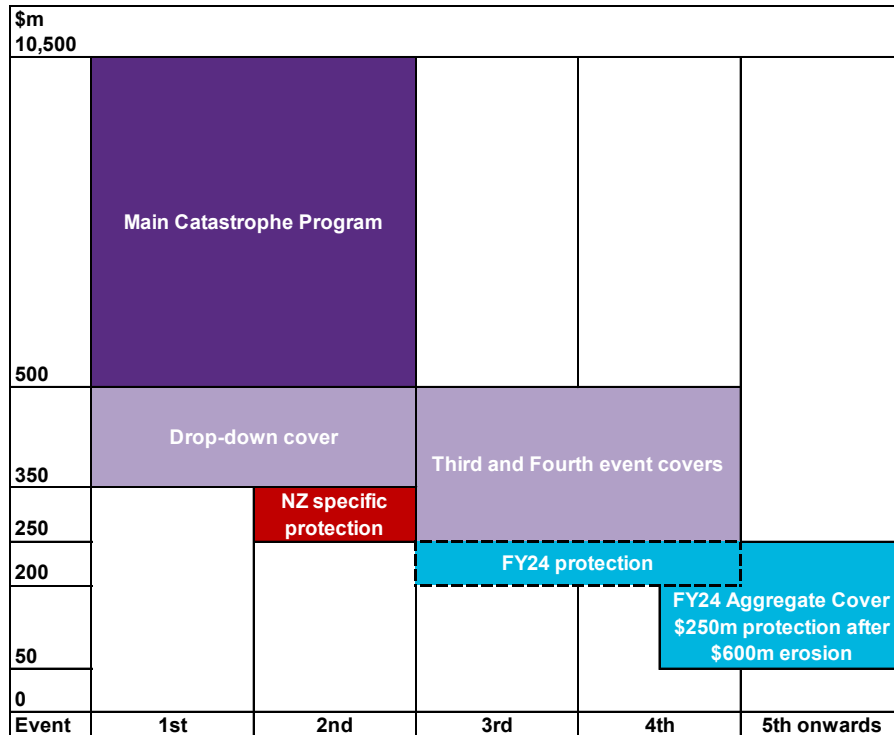 $m
10,500
Main Catastrophe Program
500
Drop-down cover
Third and Fourth event covers
350
NZ specific
protection
250
FY24 protection
200
FY24 Aggregate Cover
$250m protection after
$600m erosion
50
0
Event 1st 2nd 3rd 4th 5th onwards